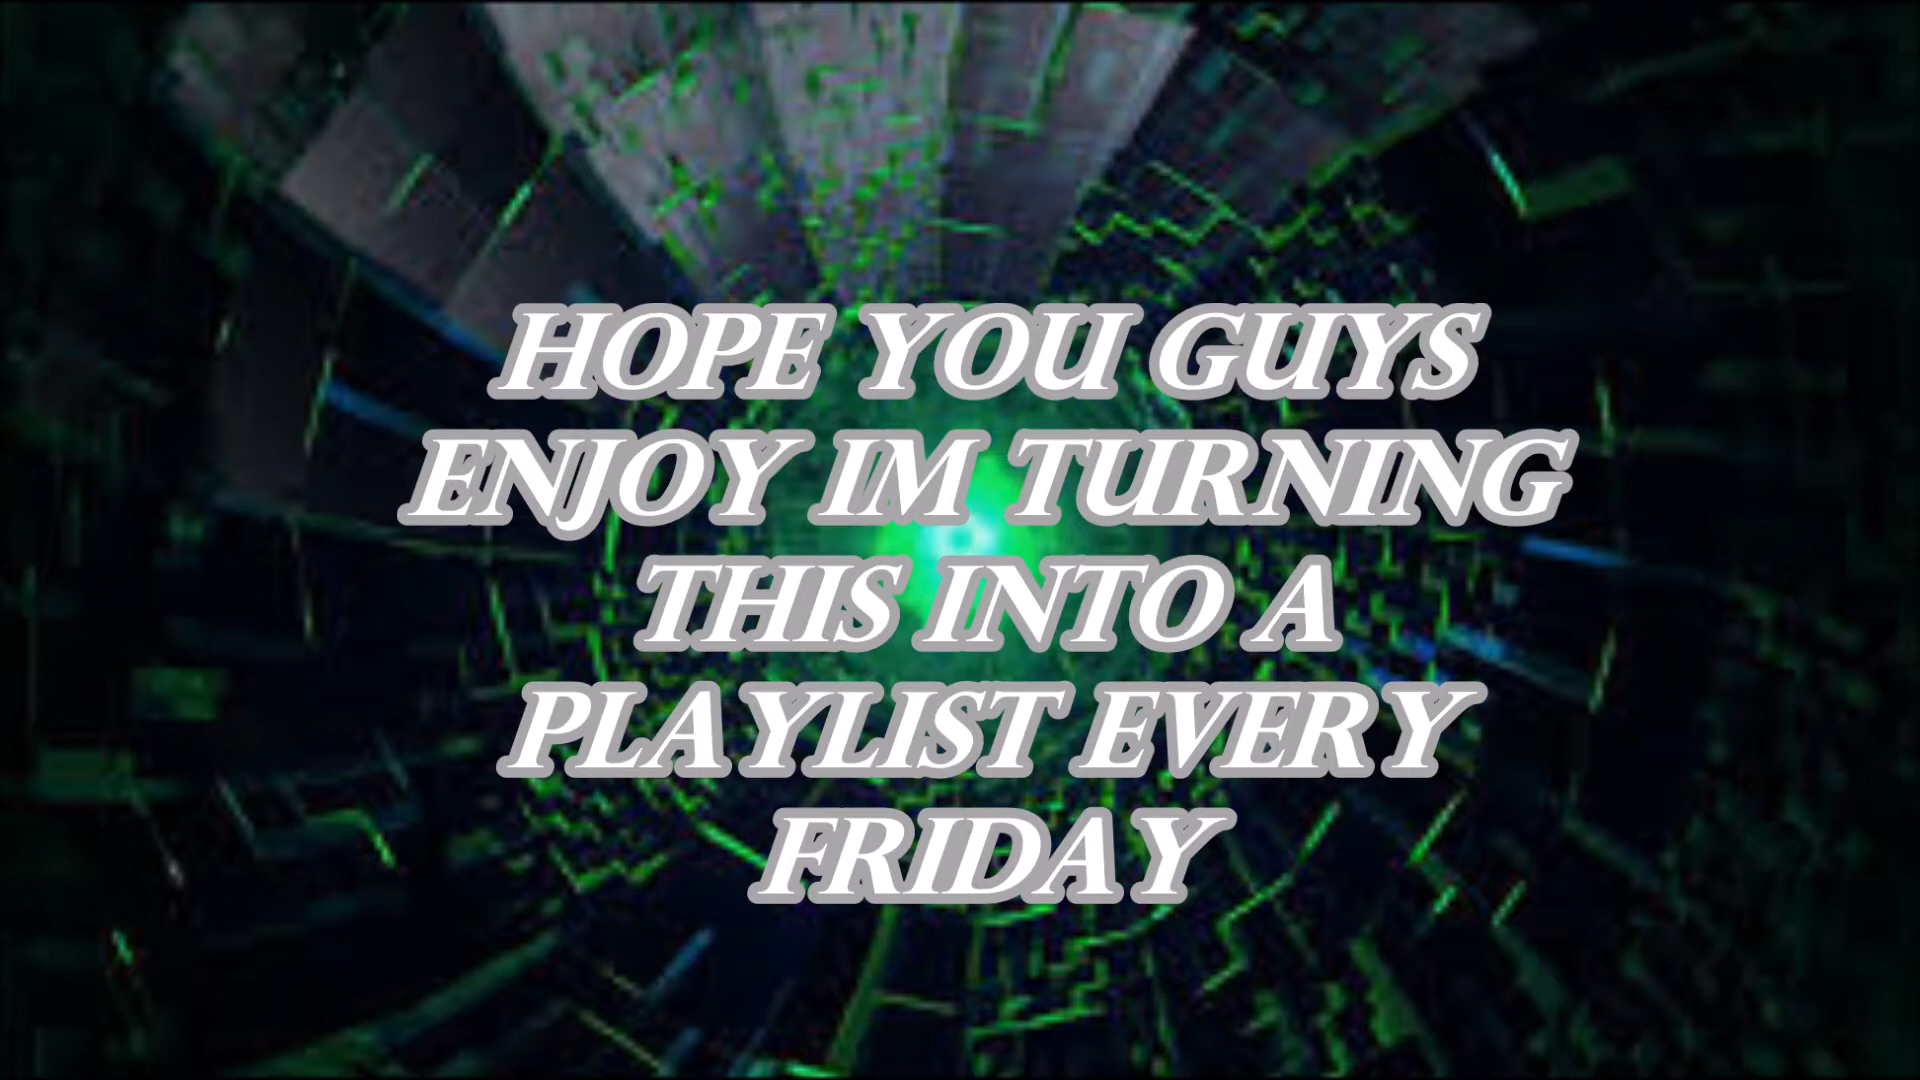 HOPE YOU GUYS
ENJOY IM TURNING
THIS INTO A
PLAYLIST EVERY
FRIDAY